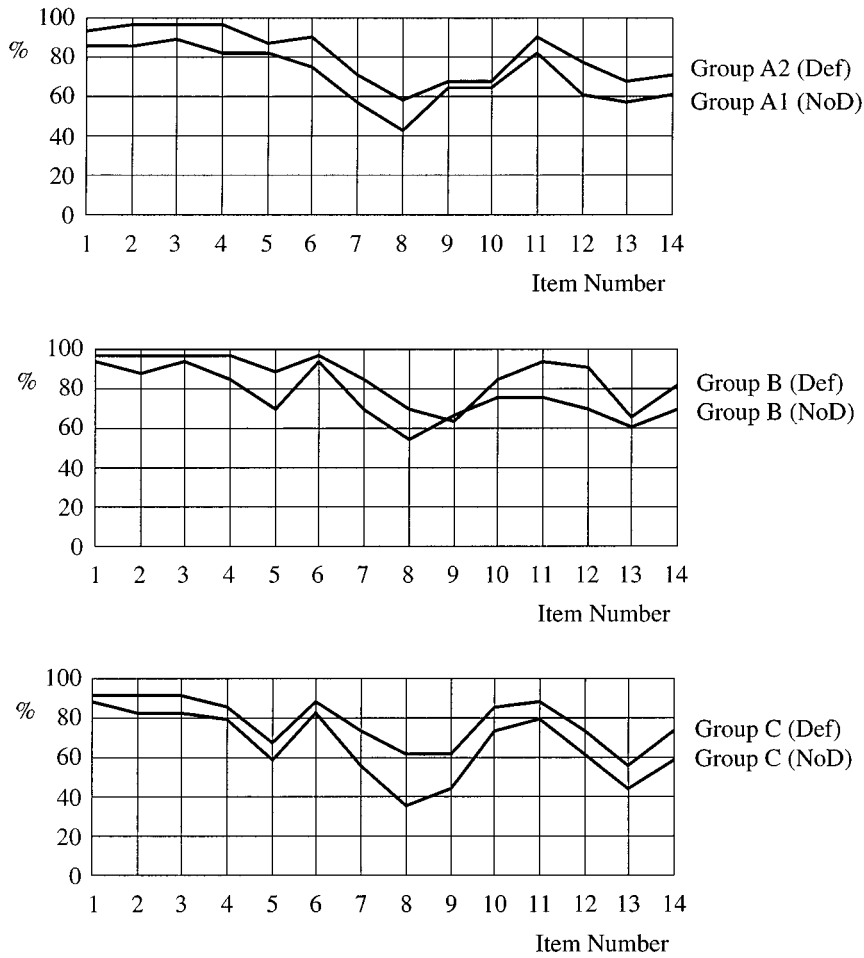 100
%
80
60
40
20
0
Group A2 (Def)
Group A1 (NoD)
1 2 3 4 5 6 7 8 9 10 11 12 13 14
Item Number
100
%
80
60
40
20
0
Group B (Def)
Group B (NoD)
1 2 3 4 5 6 7 8 9 10 11 12 13 14
Item Number
100
%
80
60
40
20
0
Group C (Def)
Group C (NoD)
1 2 3 4 5 6 7 8 9 10 11 12 13 14
Item Number